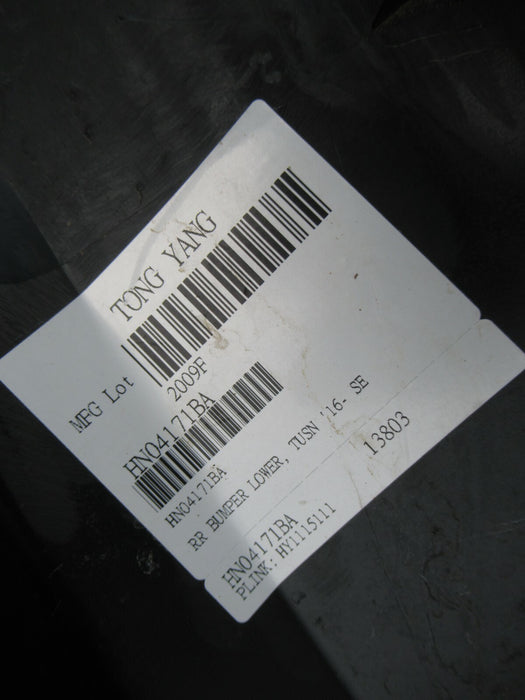 TONG YANG
MFG Lot
2009F
HN04171BA
HN04171BA
RR BUMPER LOWER, TUSN '16- SE
13803
HN04171BA
PLINK: HY1115111